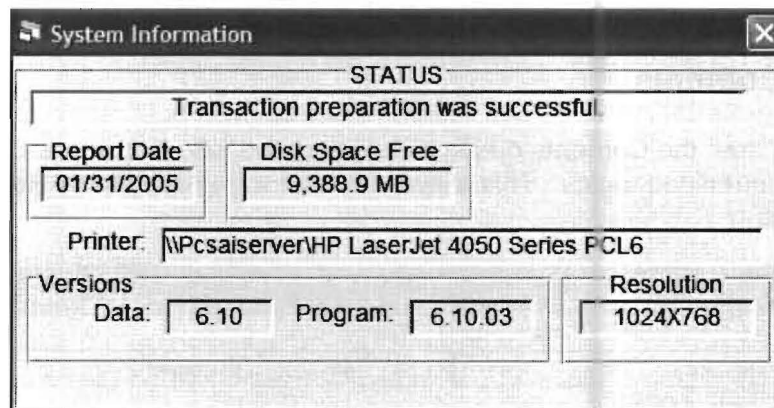 System Information
STATUS
Transaction preparation was successful.
Report Date
Disk Space Free
01/31/2005
9,388.9 MB
Printer: \\Pcsaiserver\HP LaserJet 4050 Series PCL6
Versions
Resolution
Data: 6.10 Program: 6.10.03
1024X768